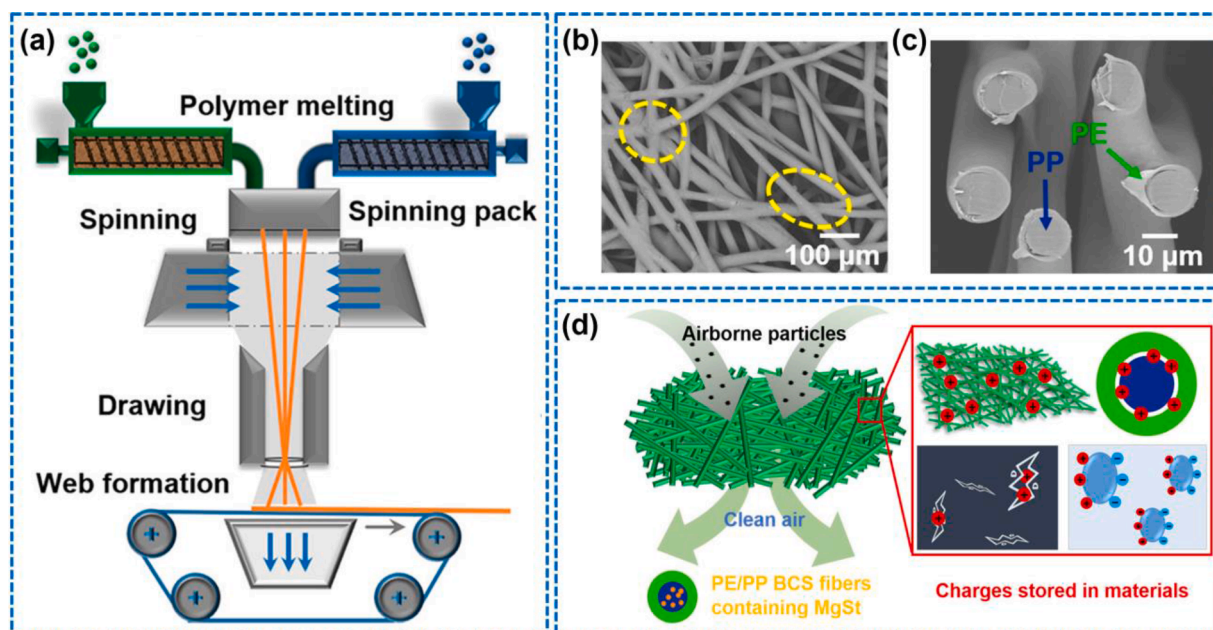 (a)
Polymer melting
Spinning
Spinning pack
Drawing
Web formation
(b)
100 μm
(c)
PE
PP
10 μm
(d)
Airborne particles
Clean air
PE/PP BCS fibers
containing MgSt
Charges stored in materials